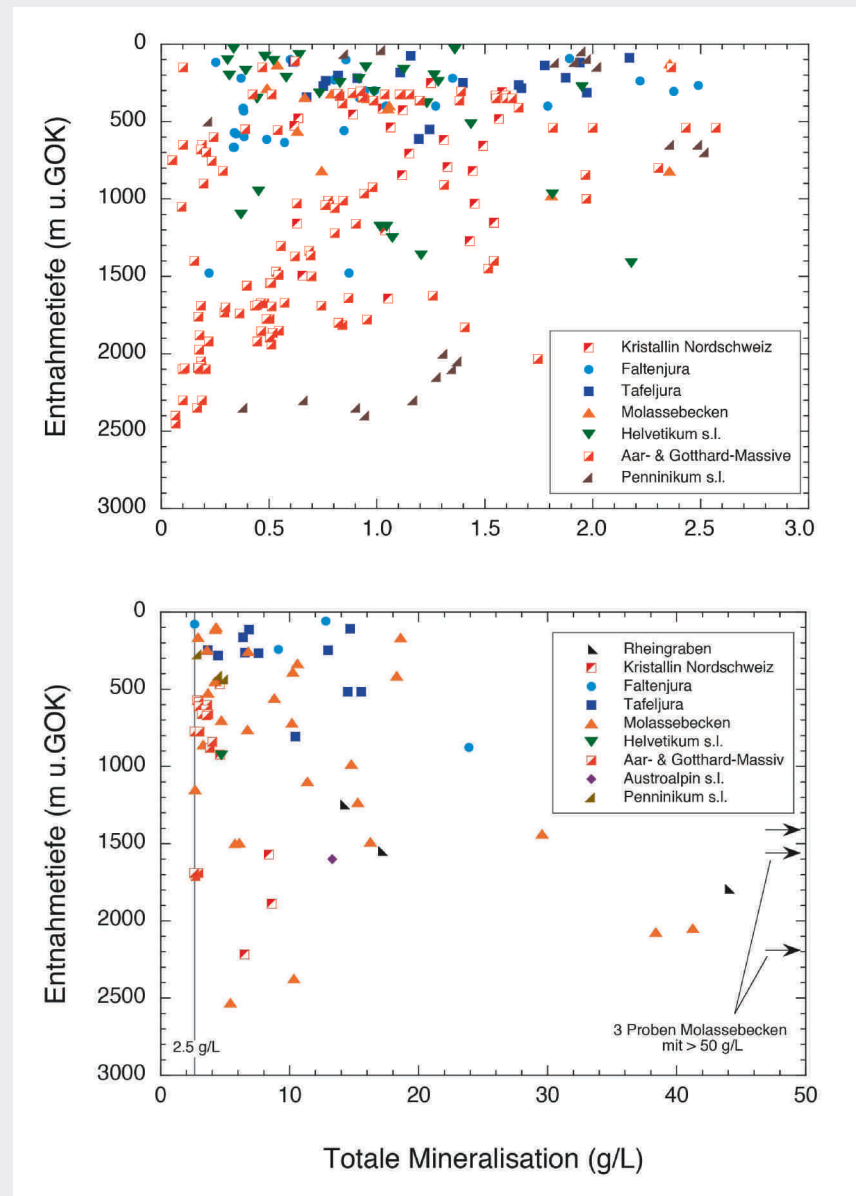 0
500
1000
1500
2000
2500
3000
Entnahmetiefe (m u.GOK)
Kristallin Nordschweiz
Faltenjura
Tafeljura
Molassebecken
Helvetikum s.l.
Aar- & Gotthard-Massive
Penninikum s.l.
0 0.5 1.0 1.5 2.0 2.5 3.0
0
500
1000
1500
2000
2500
3000
Entnahmetiefe (m u.GOK)
Rheingraben
Kristallin Nordschweiz
Faltenjura
Tafeljura
Molassebecken
Helvetikum s.l.
Aar- & Gotthard-Massiv
Austroalpin s.l.
Penninikum s.l.
3 Proben Molassebecken
mit > 50 g/L
2.5 g/L
0 10 20 30 40 50
Totale Mineralisation (g/L)